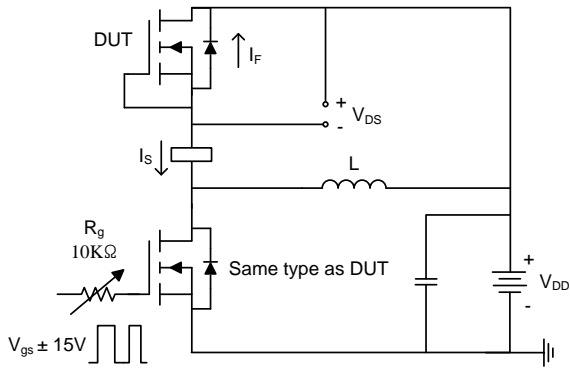 DUT
I_F
+
V_DS
-
I_S
L
R_g
10KΩ
Same type as DUT
+
V_DD
-
V_gs ± 15V